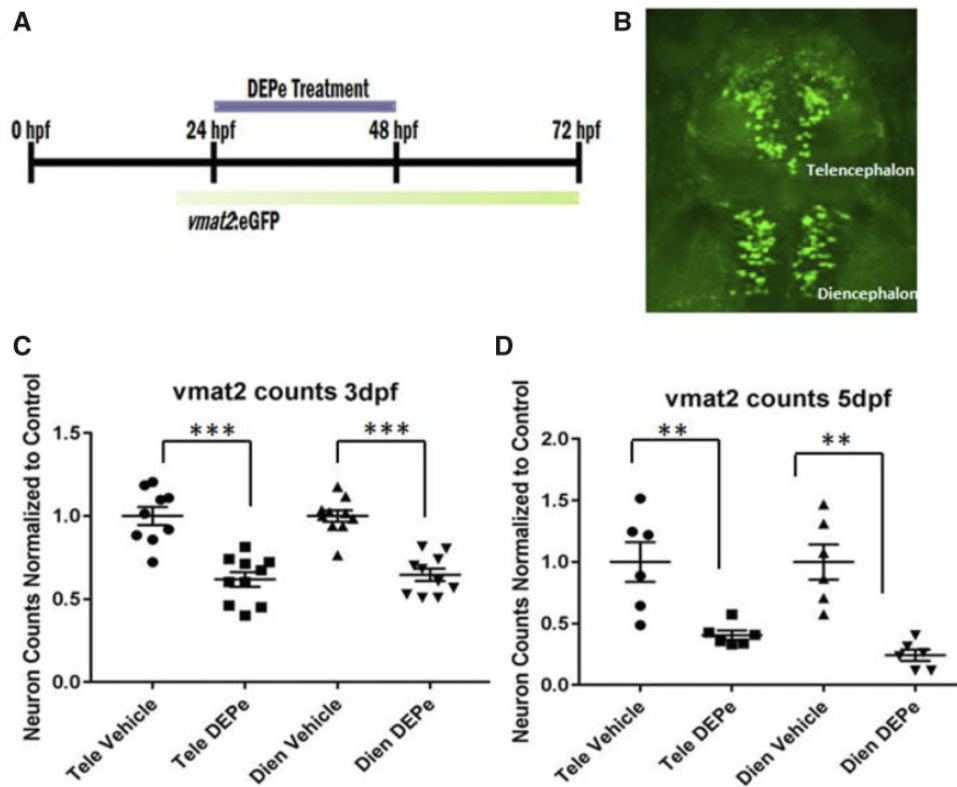 A
DEPe Treatment
0 hpf 24 hpf 48 hpf 72 hpf
vmat2:eGFP
B
Telencephalon
Diencephalon
C
vmat2 counts 3dpf
Neuron Counts Normalized to Control
1.5
1.0
0.5
0.0
*** ***
Tele Vehicle
Tele DEPe
Dien Vehicle
Dien DEPe
D
vmat2 counts 5dpf
Neuron Counts Normalized to Control
2.0
1.5
1.0
0.5
0.0
** **
Tele Vehicle
Tele DEPe
Dien Vehicle
Dien DEPe